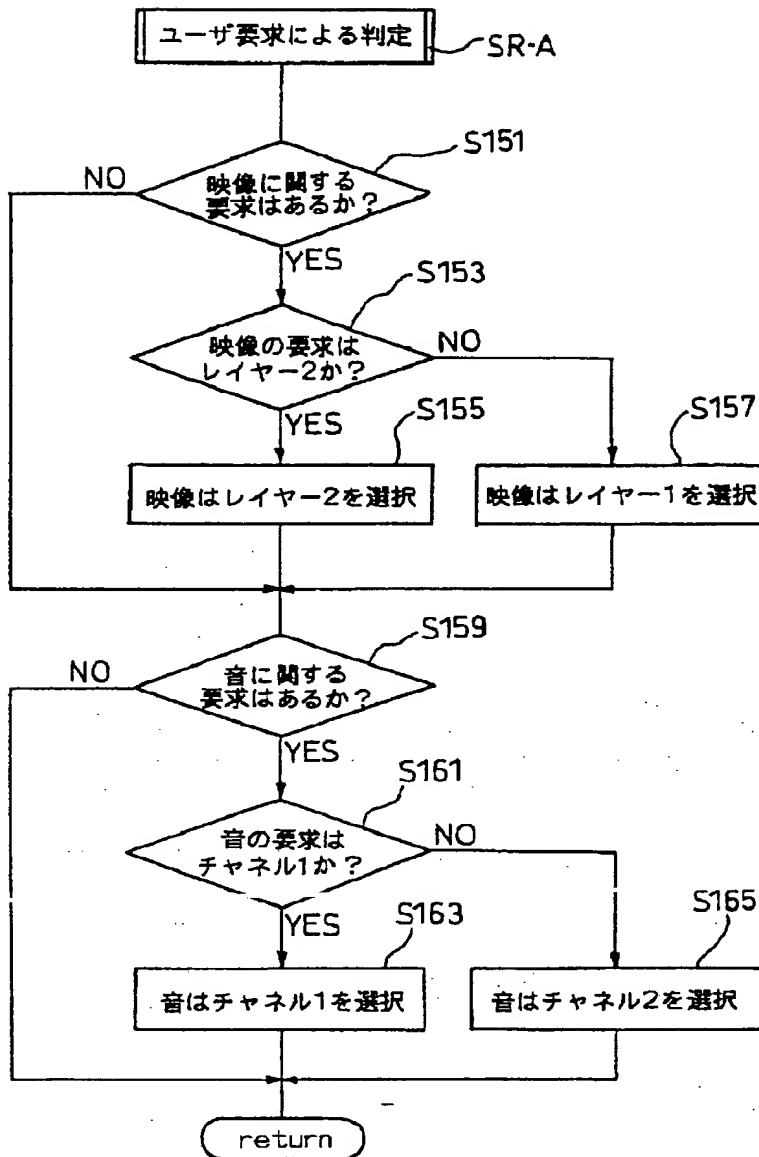 ユーザ要求による判定
SR-A
S151
NO
映像に関する
要求はあるか？
YES
S153
映像の要求は
レイヤー2か？
NO
YES
S155
S157
映像はレイヤー2を選択
映像はレイヤー1を選択
S159
NO
音に関する
要求はあるか？
YES
S161
音の要求は
チャネル1か？
NO
YES
S163
S165
音はチャネル1を選択
音はチャネル2を選択
return